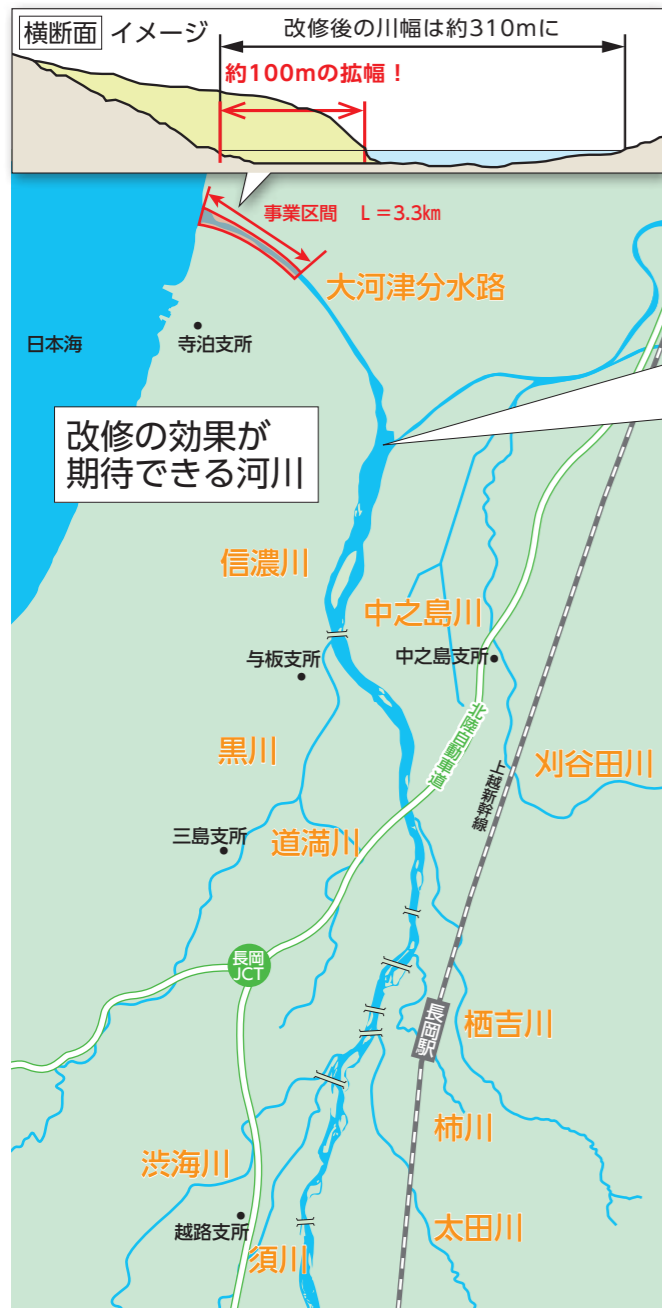 横断面 イメージ
改修後の川幅は約310mに
約100mの拡幅！
事業区間 L＝3.3km
大河津分水路
日本海
寺泊支所
改修の効果が
期待できる河川
信濃川
中之島川
与板支所
中之島支所
北陸自動車道
黒川
刈谷田川
上越新幹線
三島支所
道満川
長岡
JCT
長岡駅
栖吉川
柿川
渋海川
越路支所
太田川
須川